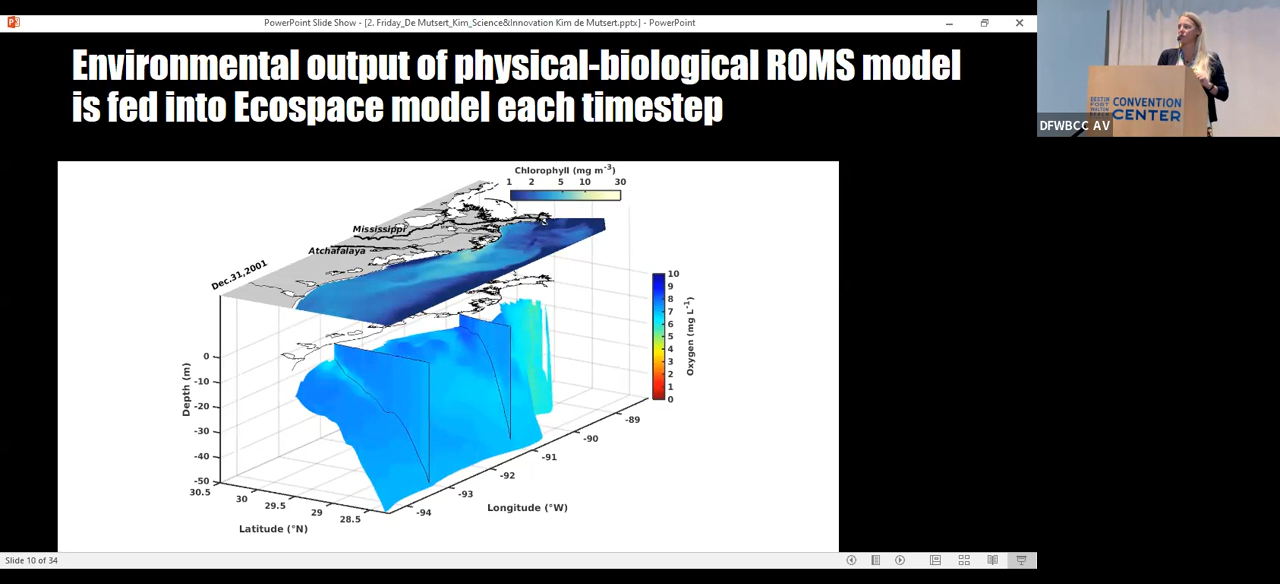 PowerPoint Slide Show - [2. Friday_De Mutsert_Kim_Science&Innovation Kim de Mutsert.pptx] - PowerPoint
Environmental output of physical-biological ROMS model
is fed into Ecospace model each timestep
DESTIN
FORT
WALTON
BEACH
CONVENTION
CENTER
DFWBCC AV
Chlorophyll (mg m-3)
1 2 5 10 30
Mississippi
Atchafalaya
Dec.31,2001
Depth (m)
0
-10
-20
-30
-40
-50
30.5
30
29.5
29
28.5
Latitude (°N)
-94
-93
-92
-91
-90
-89
Longitude (°W)
10
9
8
7
6
5
4
3
2
1
0
Oxygen (mg L-1)
Slide 10 of 34